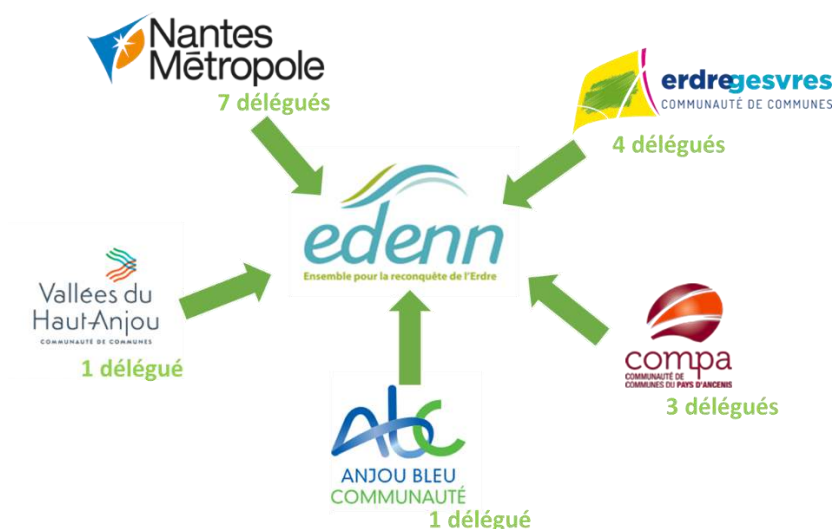 Nantes
Métropole
7 délégués
erdregesvres
COMMUNAUTÉ DE COMMUNES
4 délégués
edenn
Ensemble pour la reconquête de l'Erdre
Vallées du
Haut-Anjou
COMMUNAUTÉ DE COMMUNES
1 délégué
compa
COMMUNAUTÉ DE
COMMUNES DU PAYS D'ANCENIS
3 délégués
abc
ANJOU BLEU
COMMUNAUTÉ
1 délégué